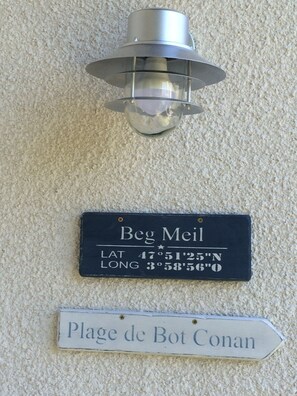 Beg Meil
LAT 47°51'25"N
LONG 3°58'56"O
Plage de Bot Conan